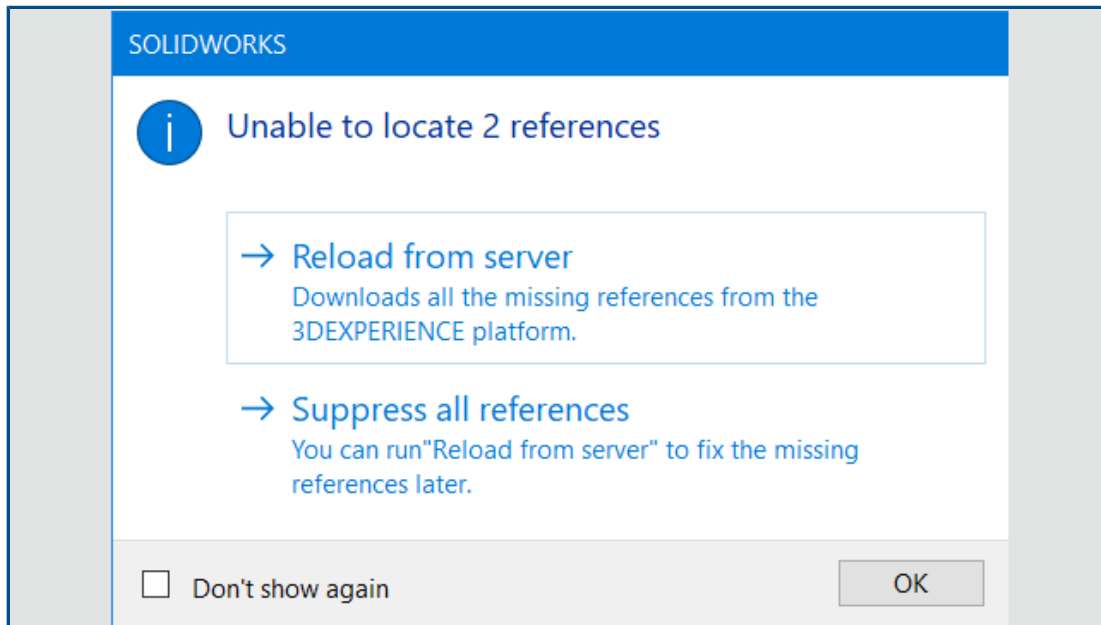 SOLIDWORKS
i
Unable to locate 2 references
→ Reload from server
Downloads all the missing references from the
3DEXPERIENCE platform.
→ Suppress all references
You can run"Reload from server" to fix the missing
references later.
Don't show again
OK